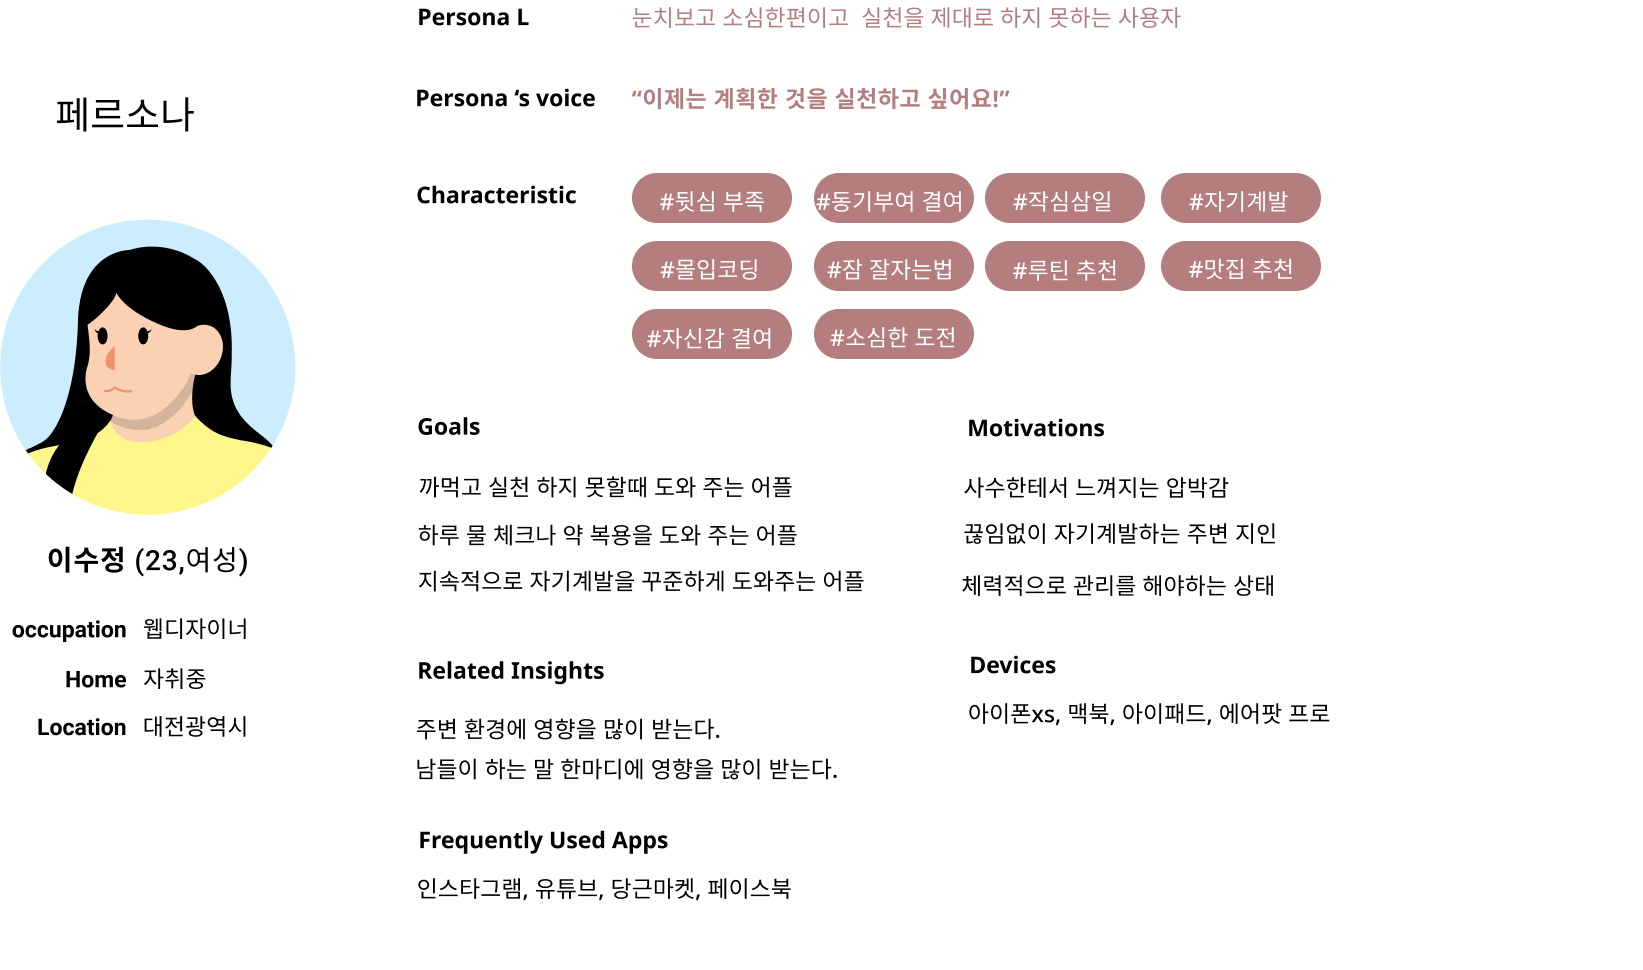 페르소나
이수정 (23,여성)
occupation 웹디자이너
Home 자취중
Location 대전광역시
Persona L 눈치보고 소심한편이고 실천을 제대로 하지 못하는 사용자
Persona ‘s voice “이제는 계획한 것을 실천하고 싶어요!”
Characteristic #뒷심 부족 #동기부여 결여 #작심삼일 #자기계발
#몰입코딩 #잠 잘자는법 #루틴 추천 #맛집 추천
#자신감 결여 #소심한 도전
Goals
까먹고 실천 하지 못할때 도와 주는 어플
하루 물 체크나 약 복용을 도와 주는 어플
지속적으로 자기계발을 꾸준하게 도와주는 어플
Motivations
사수한테서 느껴지는 압박감
끊임없이 자기계발하는 주변 지인
체력적으로 관리를 해야하는 상태
Related Insights
주변 환경에 영향을 많이 받는다.
남들이 하는 말 한마디에 영향을 많이 받는다.
Devices
아이폰xs, 맥북, 아이패드, 에어팟 프로
Frequently Used Apps
인스타그램, 유튜브, 당근마켓, 페이스북